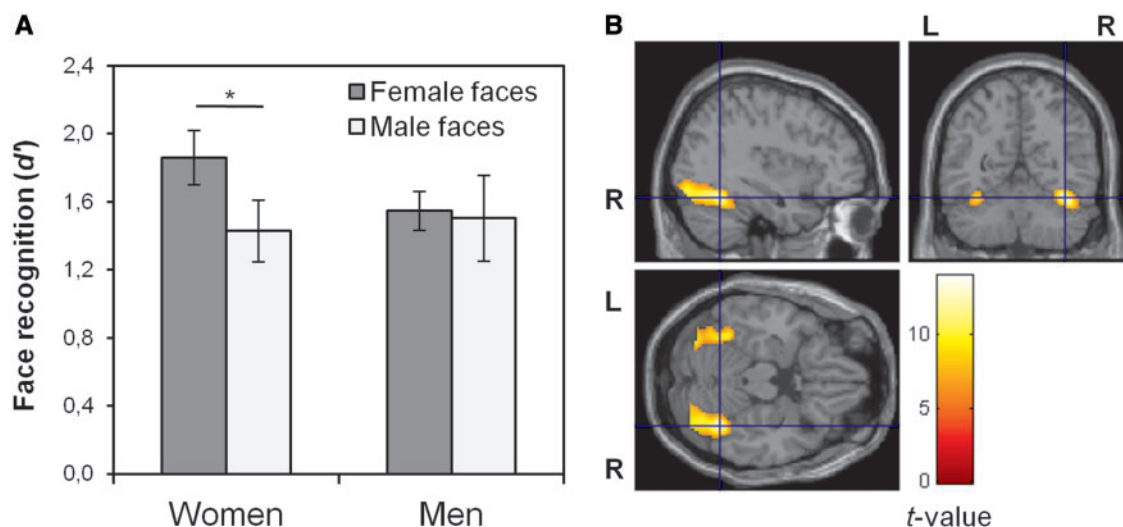 A
Face recognition (d')
2,4
2,0
1,6
1,2
0,8
0,4
0,0
*
Female faces
Male faces
Women
Men
B
L
R
R
L
R
10
5
0
t-value